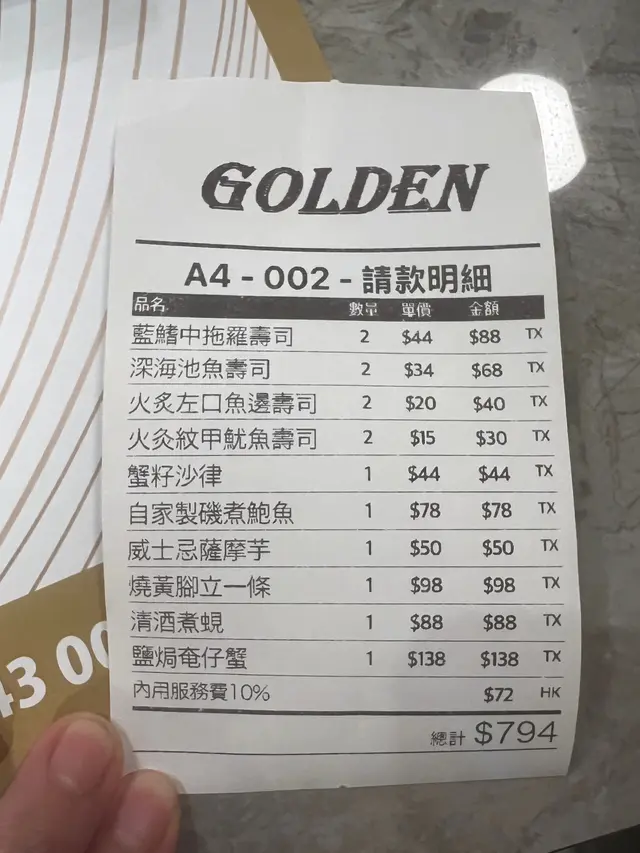 GOLDEN
A4 - 002 - 請款明細
品名 數量 單價 金額
藍鰭中拖羅壽司 2 $44 $88 TX
深海池魚壽司 2 $34 $68 TX
火炙左口魚邊壽司 2 $20 $40 TX
火灸紋甲魷魚壽司 2 $15 $30 TX
蟹籽沙律 1 $44 $44 TX
自家製磯煮鮑魚 1 $78 $78 TX
威士忌薩摩芋 1 $50 $50 TX
燒黃腳立一條 1 $98 $98 TX
清酒煮蜆 1 $88 $88 TX
鹽焗奄仔蟹 1 $138 $138 TX
內用服務費10% $72 HK
總計 $794